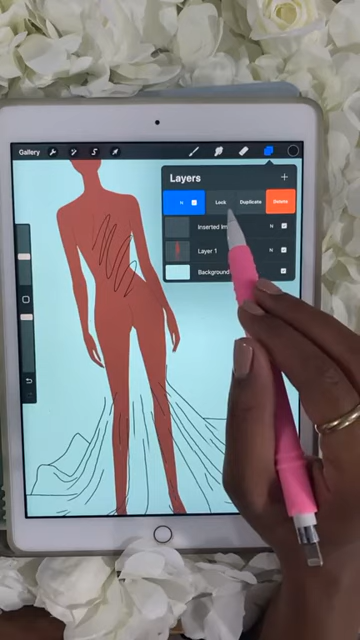 Gallery
Layers
N Lock Duplicate Delete
Inserted Im N
Layer 1 N
Background